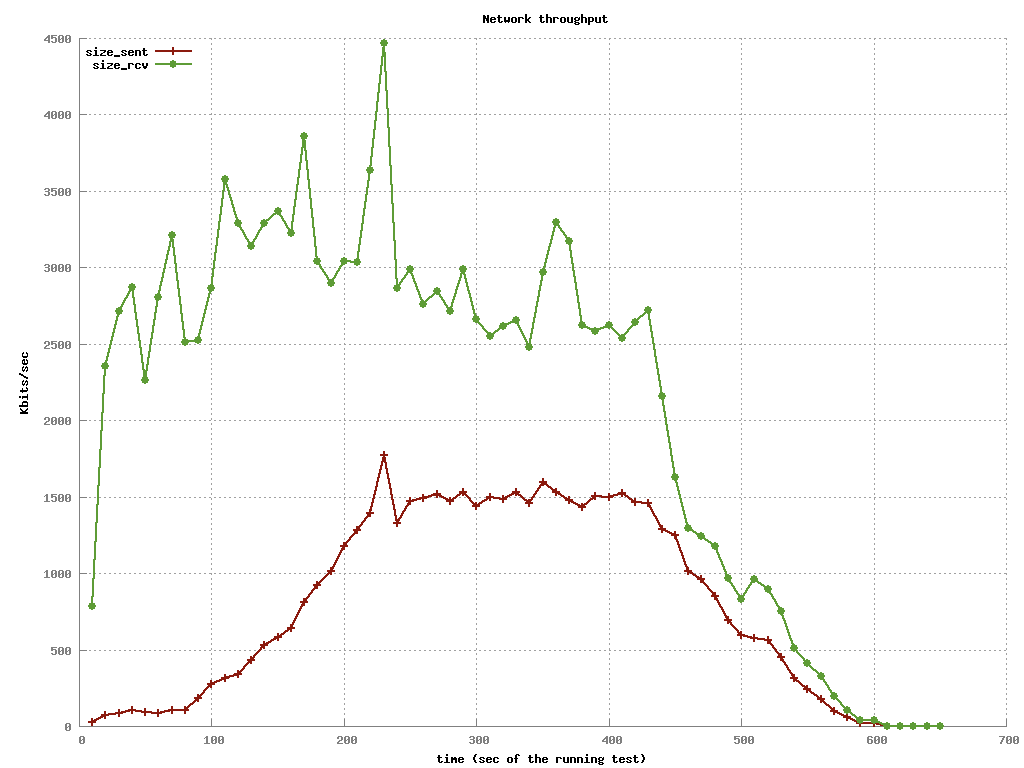 Network throughput
size_sent
size_rcv
4500
4000
3500
3000
2500
2000
1500
1000
500
0
Kbits/sec
0 100 200 300 400 500 600 700
time (sec of the running test)